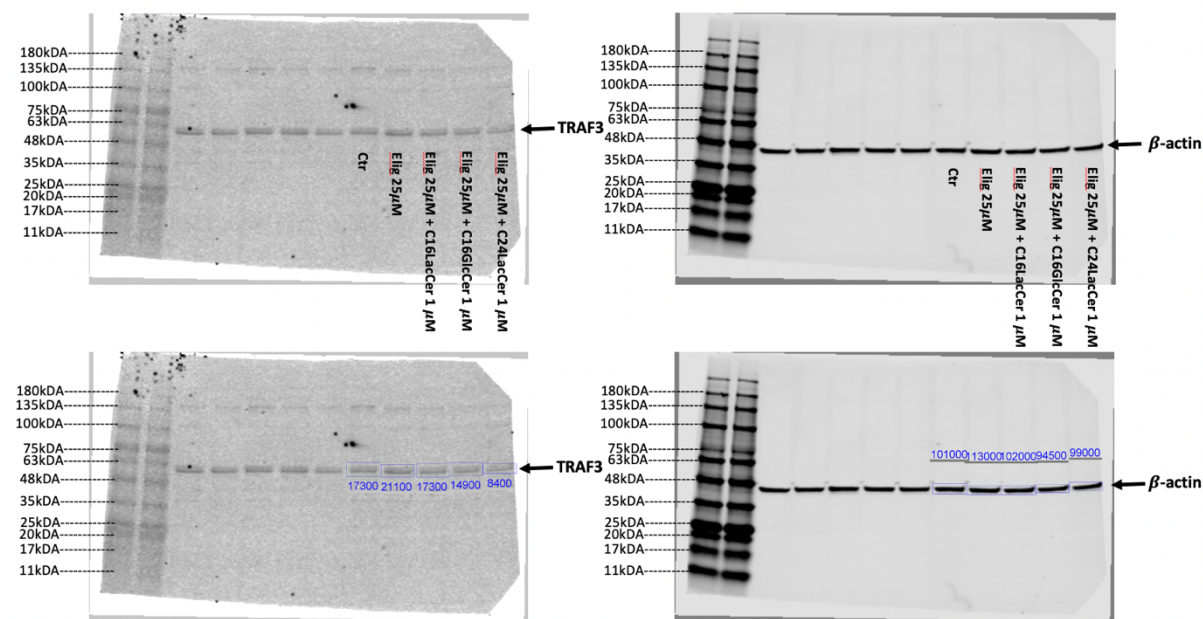 180kDA
135kDA
100kDA
75kDA
63kDA
48kDA
35kDA
25kDA
20kDA
17kDA
11kDA
TRAF3
Ctr
Elig 25µM
Elig 25µM + C16LacCer 1 µM
Elig 25µM + C16GlcCer 1 µM
Elig 25µM + C24LacCer 1 µM
180kDA
135kDA
100kDA
75kDA
63kDA
48kDA
35kDA
25kDA
20kDA
17kDA
11kDA
β-actin
Ctr
Elig 25µM
Elig 25µM + C16LacCer 1 µM
Elig 25µM + C16GlcCer 1 µM
Elig 25µM + C24LacCer 1 µM
180kDA
135kDA
100kDA
75kDA
63kDA
48kDA
35kDA
25kDA
20kDA
17kDA
11kDA
TRAF3
17300 21100 17300 14900 8400
180kDA
135kDA
100kDA
75kDA
63kDA
48kDA
35kDA
25kDA
20kDA
17kDA
11kDA
101000 113000 102000 94500 99000
β-actin